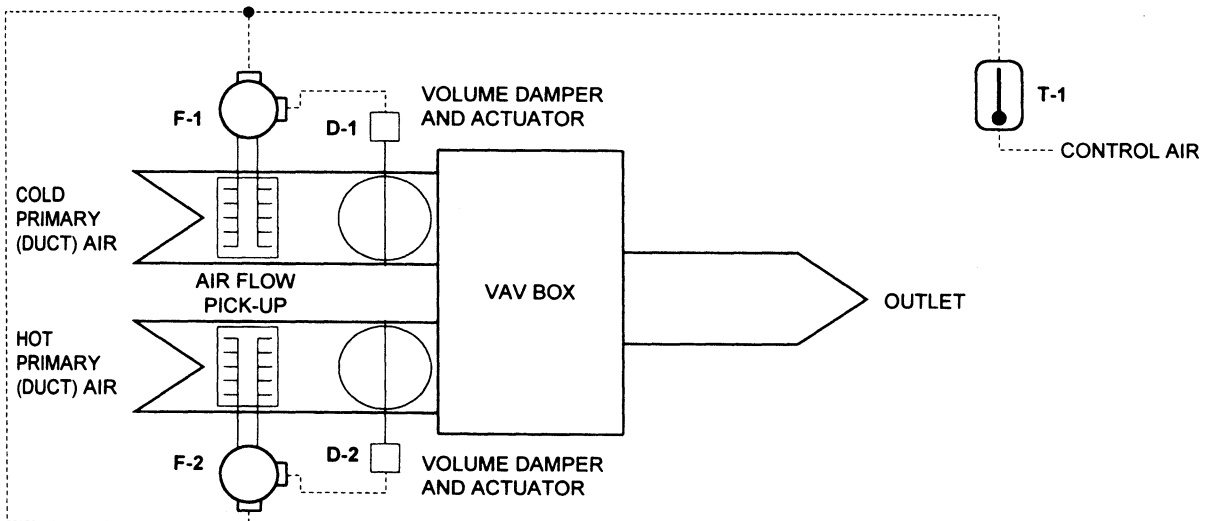 F-1
D-1
VOLUME DAMPER
AND ACTUATOR
T-1
CONTROL AIR
COLD
PRIMARY
(DUCT) AIR
AIR FLOW
PICK-UP
VAV BOX
OUTLET
HOT
PRIMARY
(DUCT) AIR
F-2
D-2
VOLUME DAMPER
AND ACTUATOR